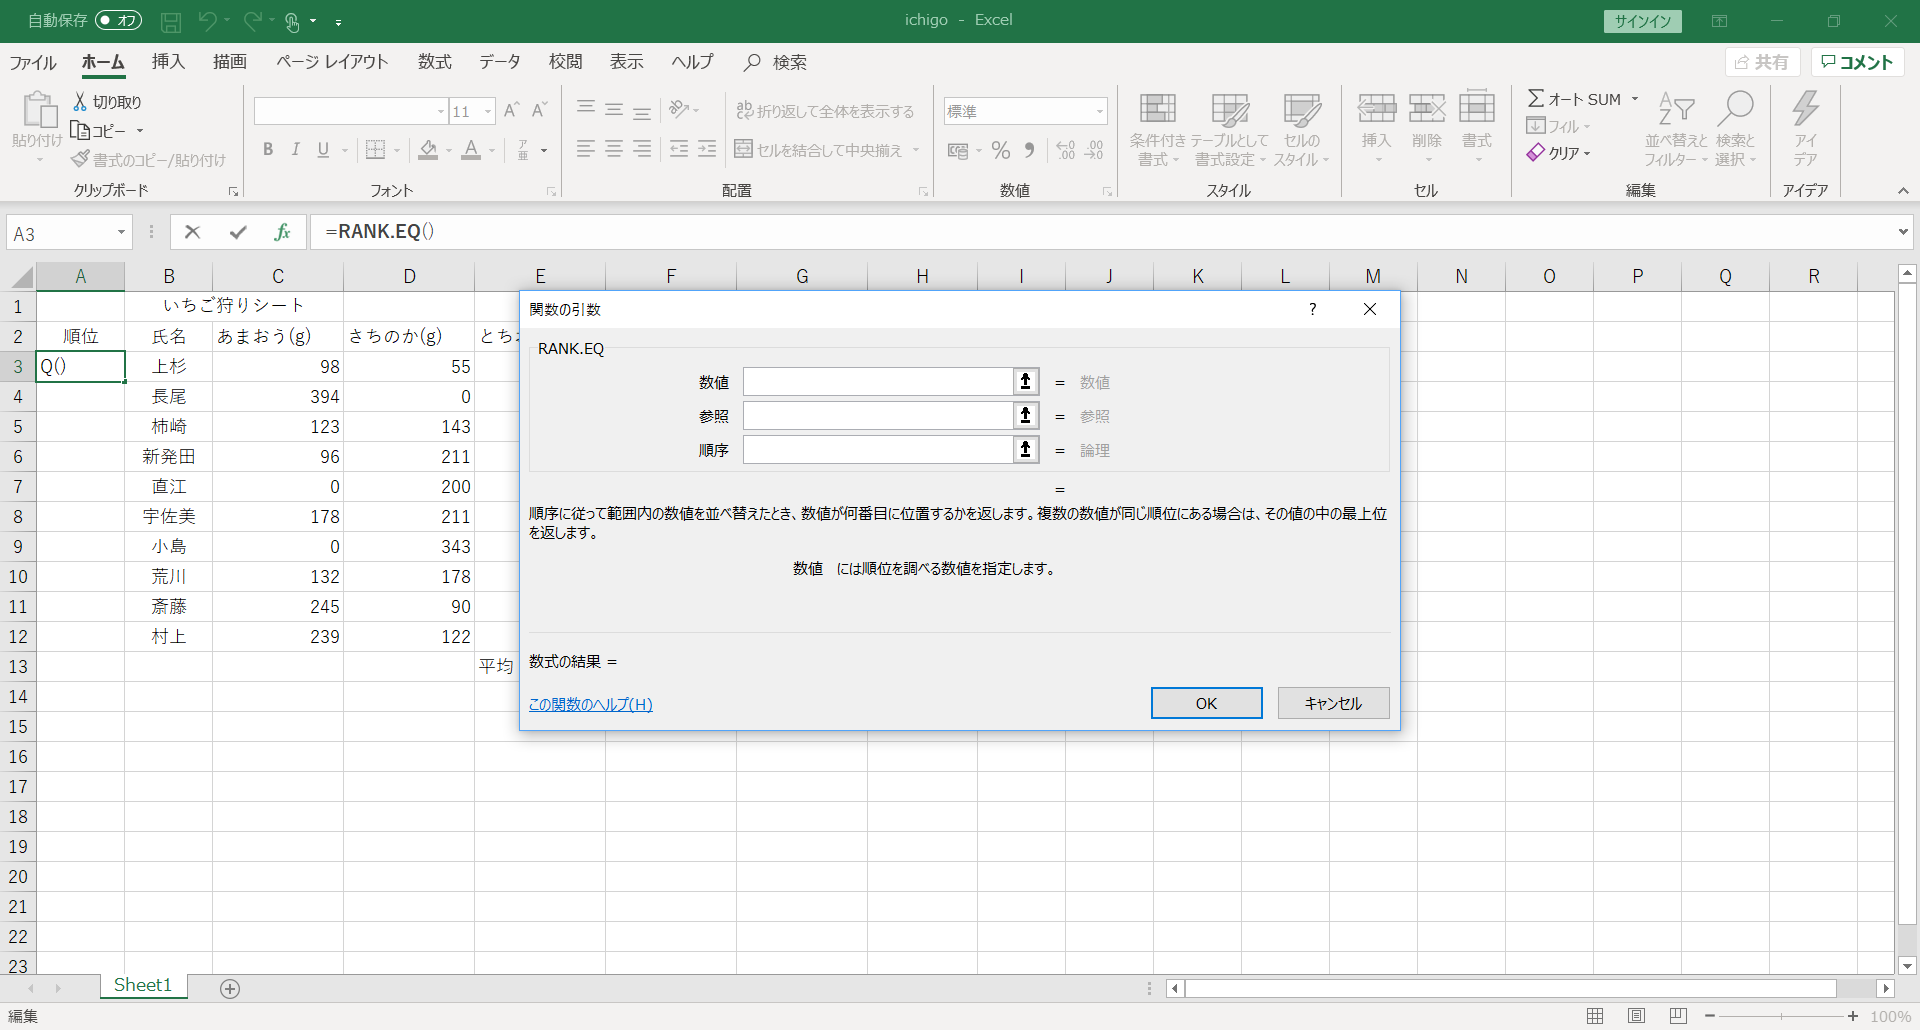 自動保存 オフ ichigo - Excel サインイン
ファイル ホーム 挿入 描画 ページ レイアウト 数式 データ 校閲 表示 ヘルプ 検索 共有 コメント
貼り付け 切り取り コピー 書式のコピー/貼り付け
クリップボード
11
B I U A
フォント
折り返して全体を表示する
セルを結合して中央揃え
配置
標準
%
数値
条件付き書式 テーブルとして書式設定 セルのスタイル
スタイル
挿入 削除 書式
セル
オート SUM
フィル
クリア
並べ替えとフィルター 検索と選択
編集
アイデア
アイデア
A3 fx =RANK.EQ()
A B C D E F G H I J K L M N O P Q R
1 いちご狩りシート
2 順位 氏名 あまおう(g) さちのか(g) とち
3 Q() 上杉 98 55
4 長尾 394 0
5 柿崎 123 143
6 新発田 96 211
7 直江 0 200
8 宇佐美 178 211
9 小島 0 343
10 荒川 132 178
11 斎藤 245 90
12 村上 239 122
13 平均
14
15
16
17
18
19
20
21
22
23
関数の引数 ?
RANK.EQ
数値 = 数値
参照 = 参照
順序 = 論理
=
順序に従って範囲内の数値を並べ替えたとき、数値が何番目に位置するかを返します。複数の数値が同じ順位にある場合は、その値の中の最上位
を返します。
数値 には順位を調べる数値を指定します。
数式の結果 =
この関数のヘルプ(H) OK キャンセル
Sheet1
編集 100%